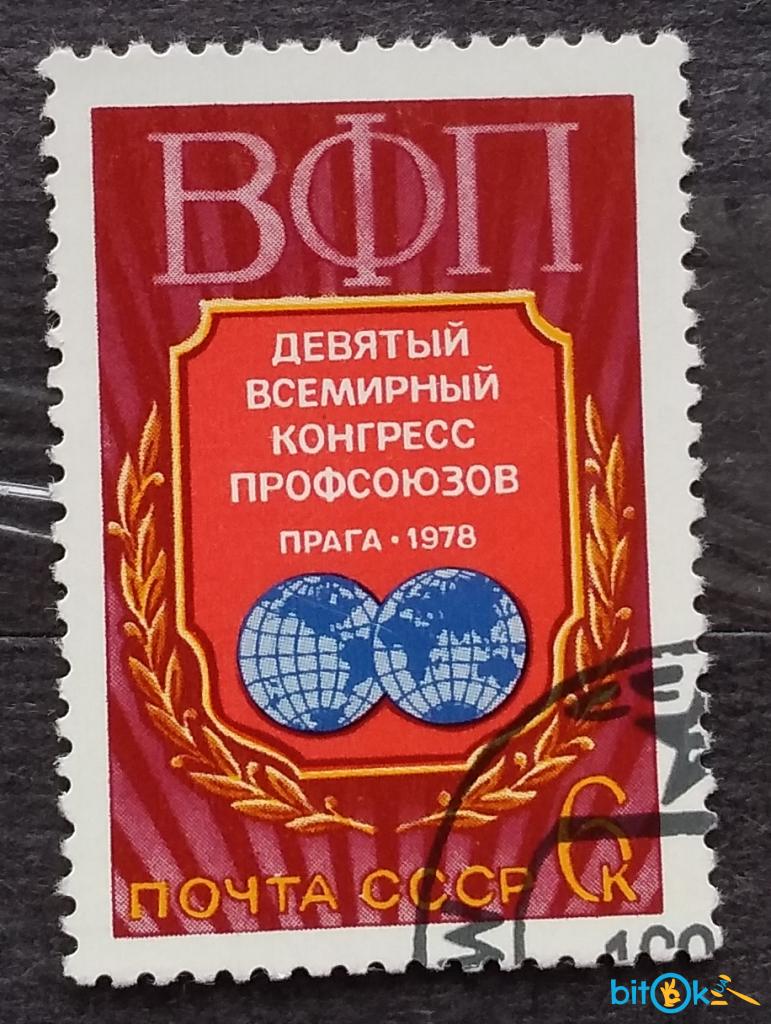 ВФП
ДЕВЯТЫЙ
ВСЕМИРНЫЙ
КОНГРЕСС
ПРОФСОЮЗОВ
ПРАГА · 1978
6к
ПОЧТА СССР
bitOk